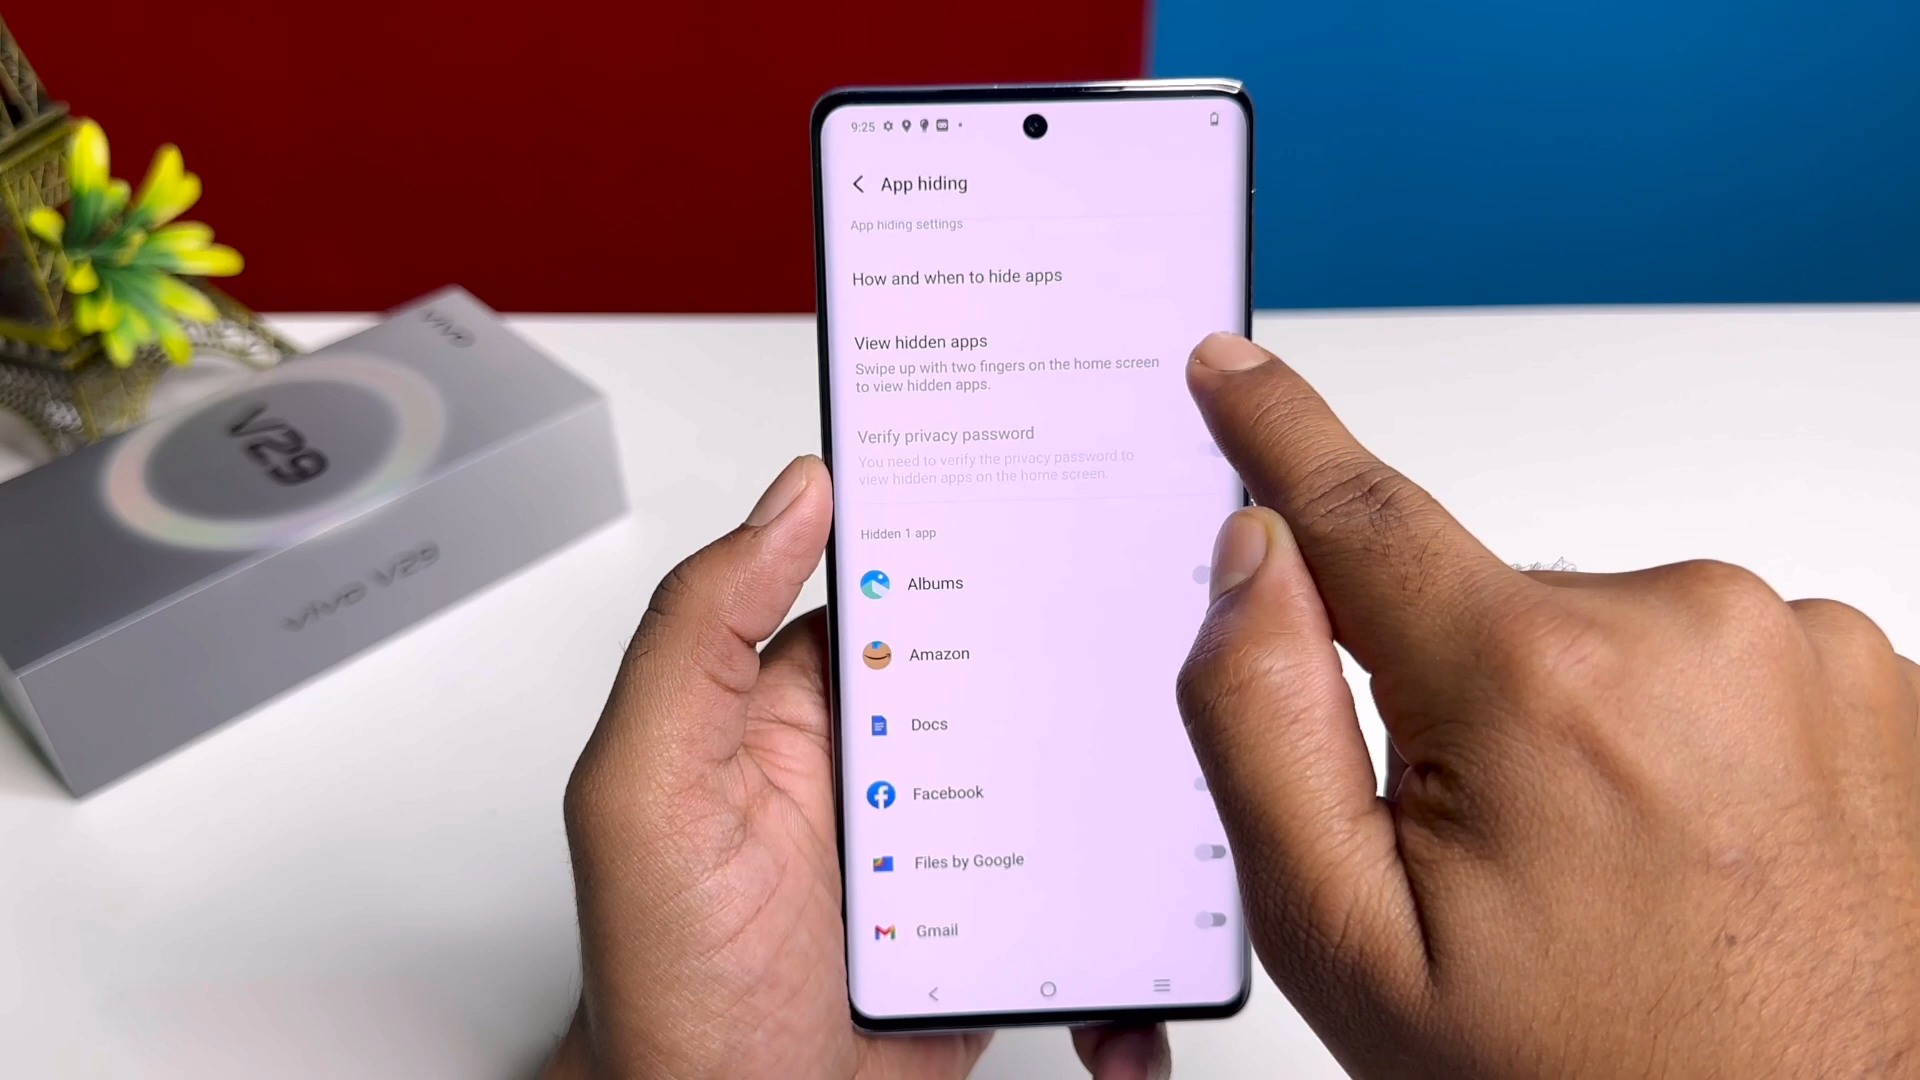 vivo
V29
vivo V29
9:25
App hiding
App hiding settings
How and when to hide apps
View hidden apps
Swipe up with two fingers on the home screen
to view hidden apps.
Verify privacy password
You need to verify the privacy password to
view hidden apps on the home screen.
Hidden 1 app
Albums
Amazon
Docs
Facebook
Files by Google
Gmail